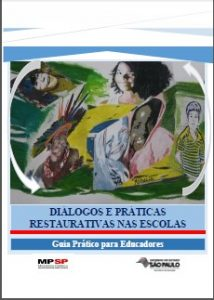 DIÁLOGOS E PRÁTICAS
RESTAURATIVAS NAS ESCOLAS
Guia Prático para Educadores
MPSP
SÃO PAULO